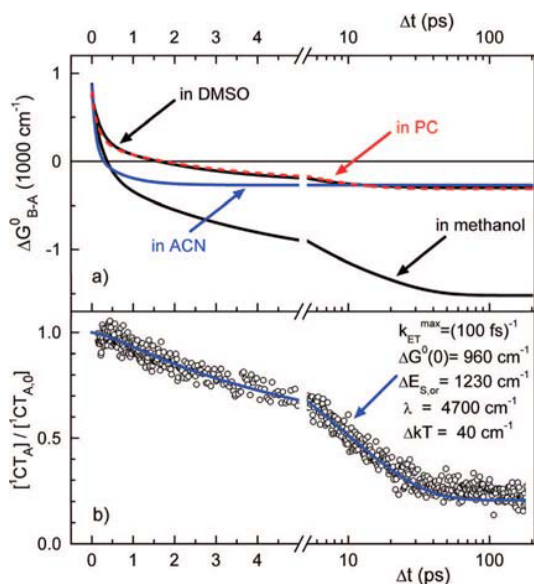 Δt (ps)
0 1 2 3 4 10 100
ΔG⁰B-A (1000 cm⁻¹)
1
0
-1
in DMSO
in PC
in ACN
in methanol
a)
[¹CTA] / [¹CTA,0]
1.0
0.5
0.0
kET^max=(100 fs)⁻¹
ΔG⁰(0)= 960 cm⁻¹
ΔES,or= 1230 cm⁻¹
λ = 4700 cm⁻¹
ΔkT = 40 cm⁻¹
b)
0 1 2 3 4 10 100
Δt (ps)